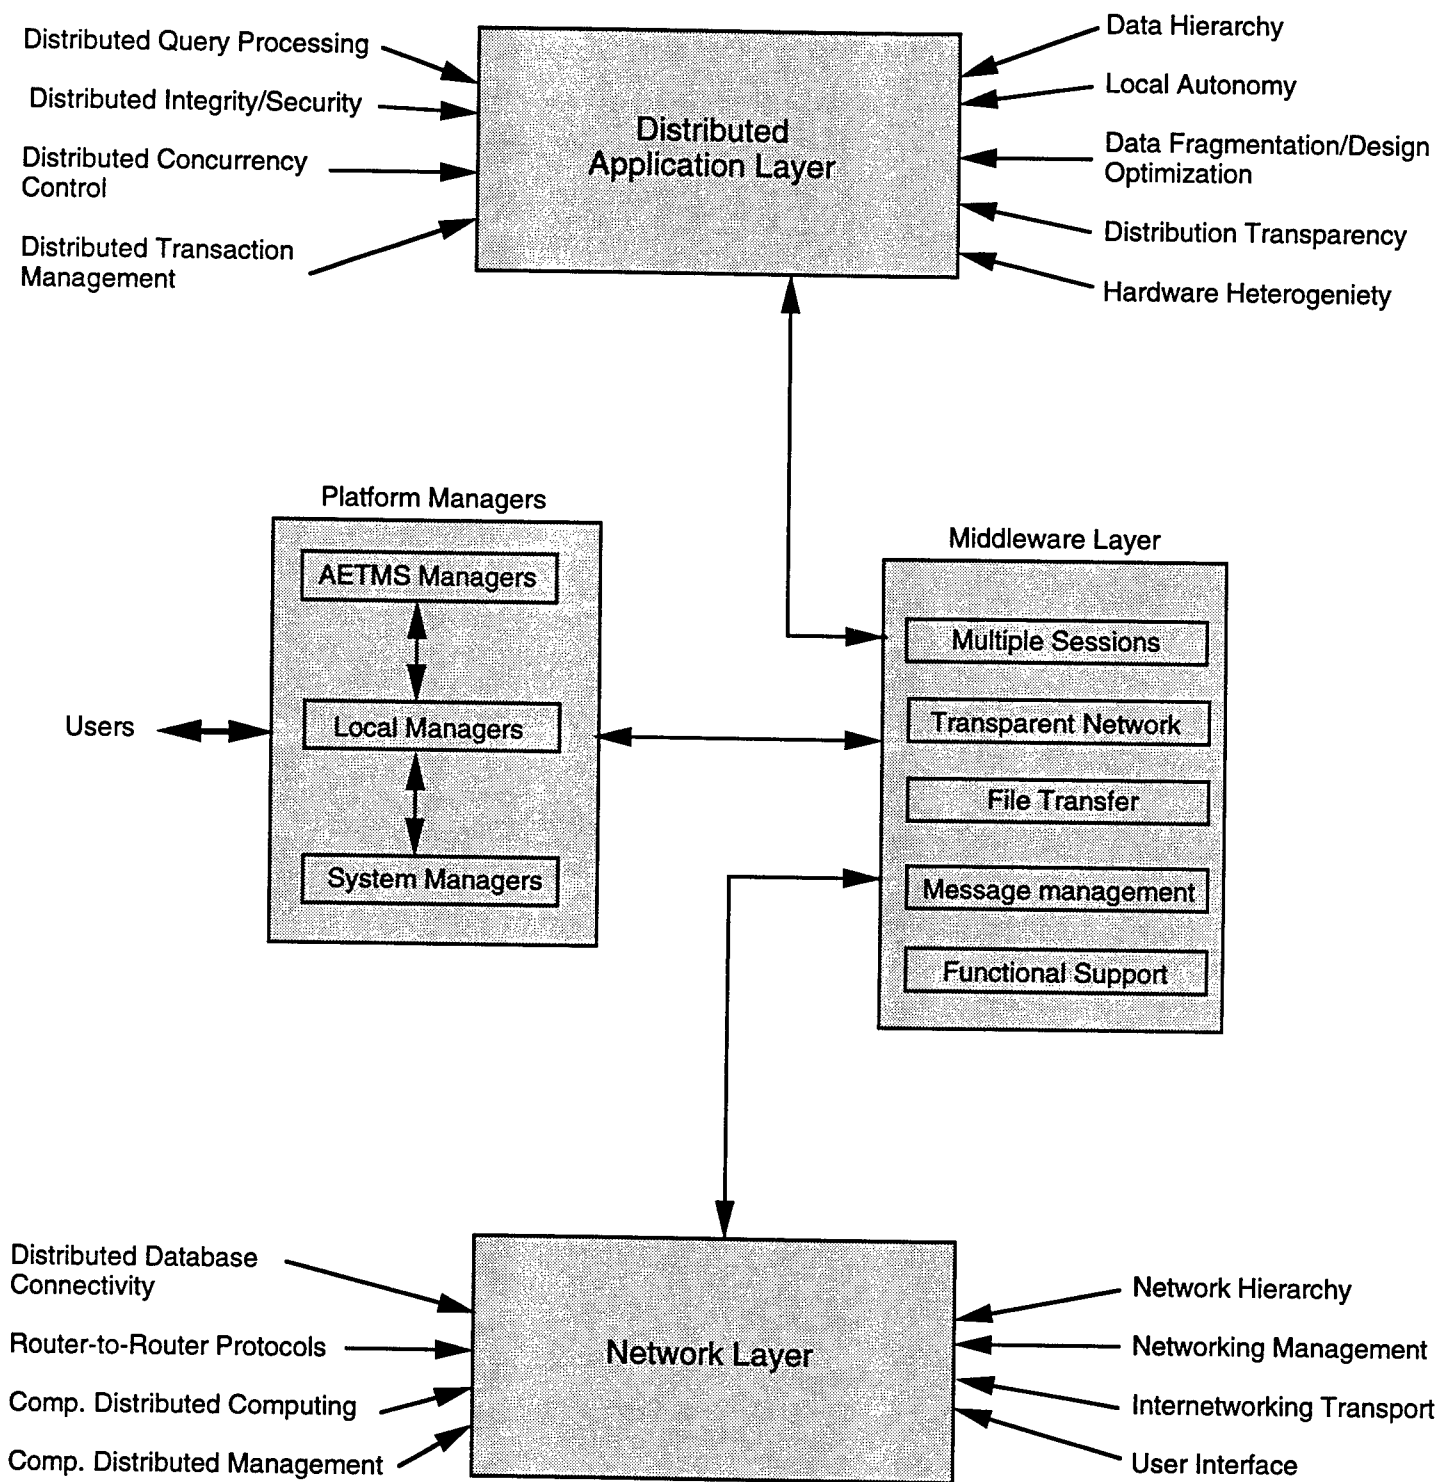 Distributed Query Processing
Distributed Integrity/Security
Distributed Concurrency
Control
Distributed Transaction
Management
Distributed
Application Layer
Data Hierarchy
Local Autonomy
Data Fragmentation/Design
Optimization
Distribution Transparency
Hardware Heterogeniety
Platform Managers
AETMS Managers
Local Managers
System Managers
Users
Middleware Layer
Multiple Sessions
Transparent Network
File Transfer
Message management
Functional Support
Distributed Database
Connectivity
Router-to-Router Protocols
Comp. Distributed Computing
Comp. Distributed Management
Network Layer
Network Hierarchy
Networking Management
Internetworking Transport
User Interface